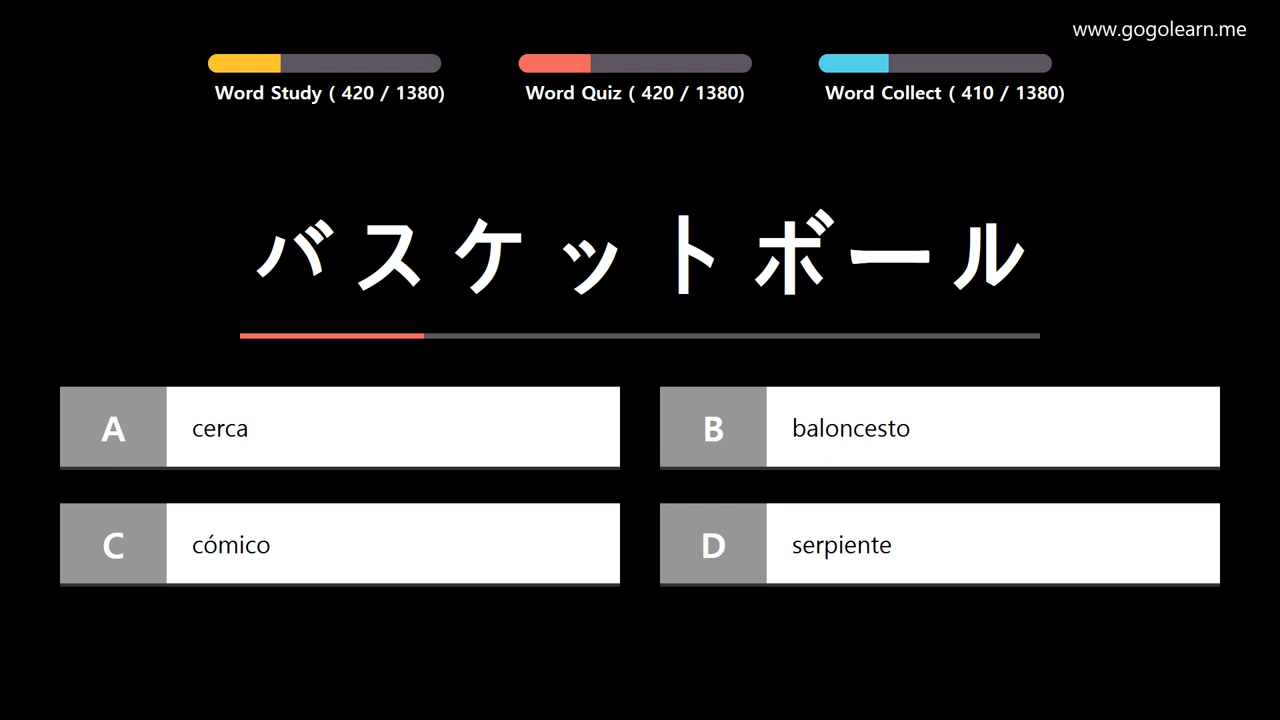 www.gogolearn.me
Word Study ( 420 / 1380)
Word Quiz ( 420 / 1380)
Word Collect ( 410 / 1380)
バスケットボール
A cerca
B baloncesto
C cómico
D serpiente